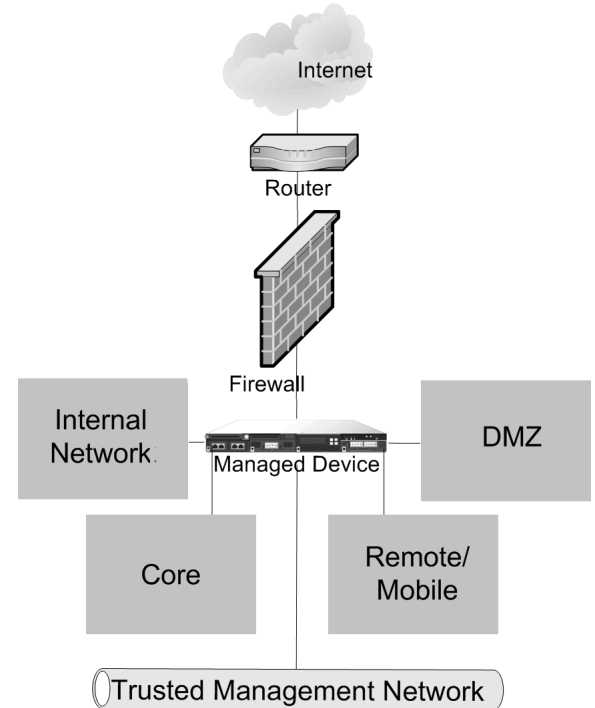 Internet
Router
Firewall
Internal
Network
DMZ
Managed Device
Core
Remote/
Mobile
Trusted Management Network